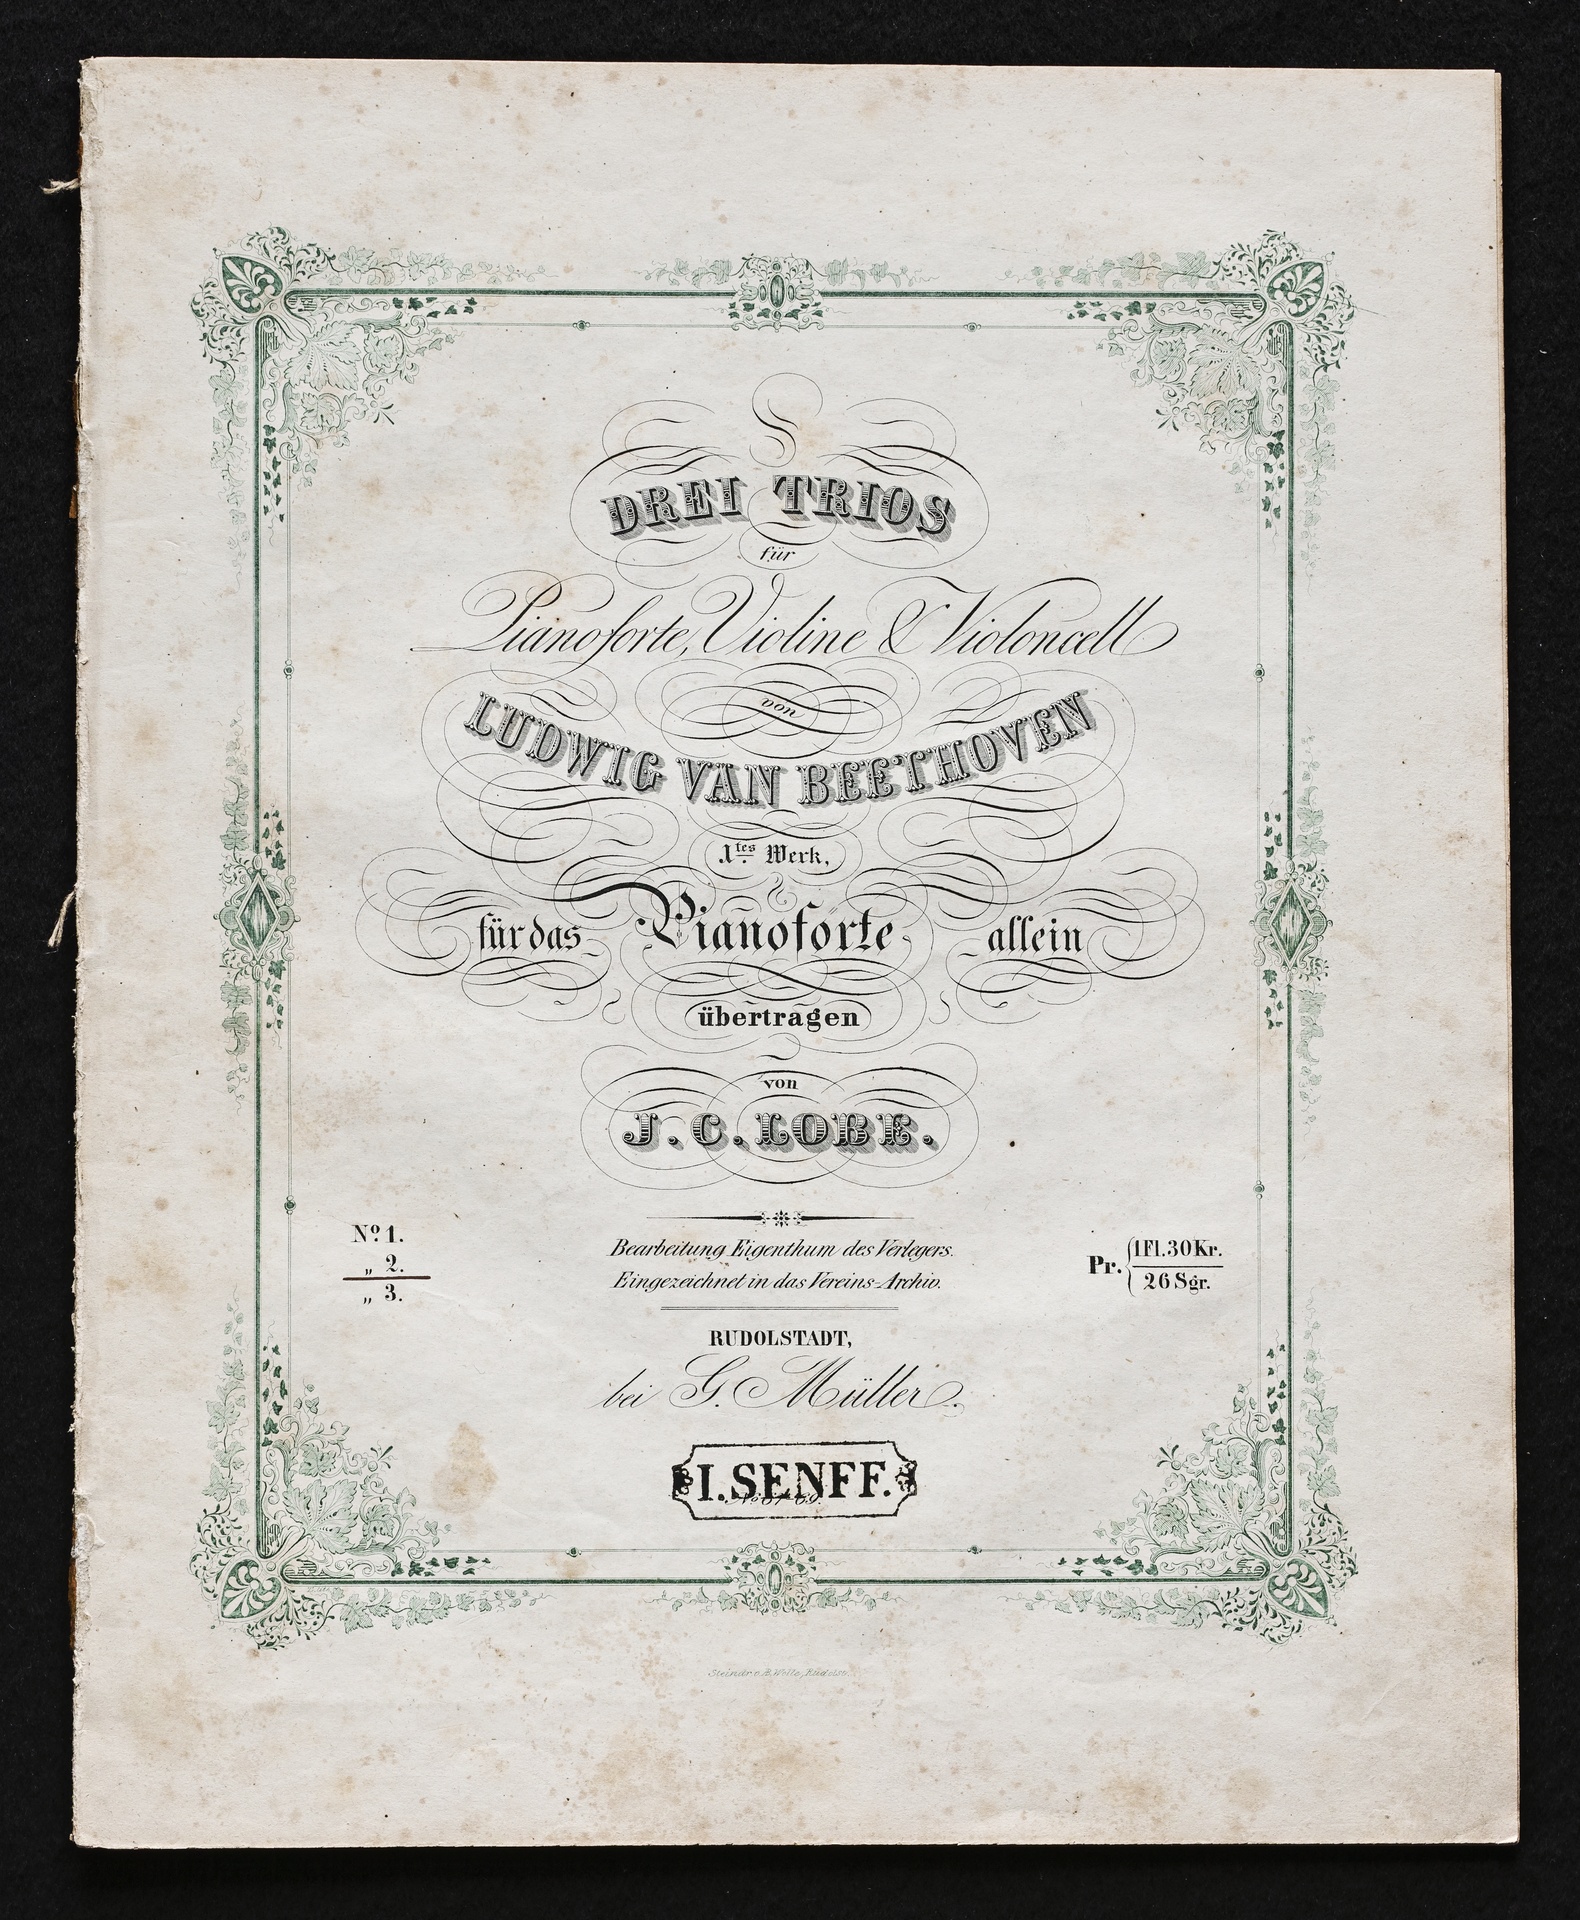 DREI TRIOS
für
Pianoforte, Violine & Violoncell
von
LUDWIG VAN BEETHOVEN
1tes Werk,
für das Pianoforte allein
übertragen
von
J. C. LOBE.
No 1.
„ 2.
„ 3.
Bearbeitung Eigenthum des Verlegers.
Eingezeichnet in das Vereins-Archiv.
Pr. 1 Fl. 30 Kr.
26 Sgr.
RUDOLSTADT,
bei G. Müller.
I. SENFF.
Steindr. v.